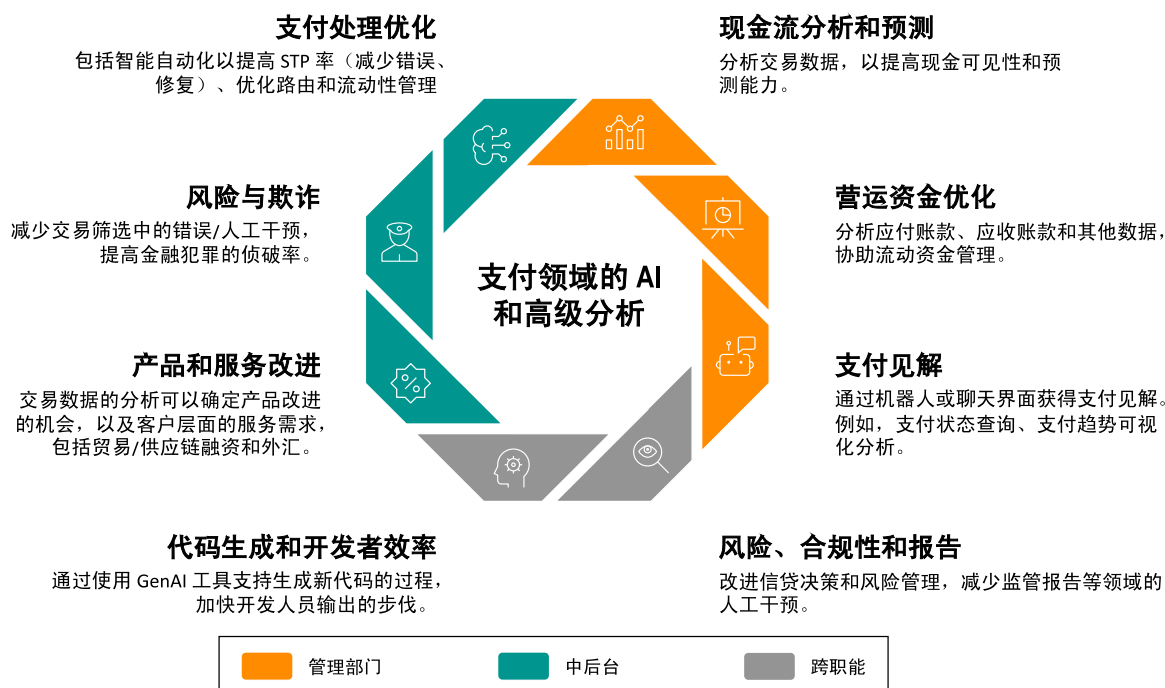 支付处理优化
包括智能自动化以提高 STP 率（减少错误、
修复）、优化路由和流动性管理
现金流分析和预测
分析交易数据，以提高现金可见性和预
测能力。
风险与欺诈
减少交易筛选中的错误/人工干预，
提高金融犯罪的侦破率。
营运资金优化
分析应付账款、应收账款和其他数据，
协助流动资金管理。
支付领域的 AI
和高级分析
产品和服务改进
交易数据的分析可以确定产品改进
的机会，以及客户层面的服务需求，
包括贸易/供应链融资和外汇。
支付见解
通过机器人或聊天界面获得支付见解。
例如，支付状态查询、支付趋势可视
化分析。
代码生成和开发者效率
通过使用 GenAI 工具支持生成新代码的过程，
加快开发人员输出的步伐。
风险、合规性和报告
改进信贷决策和风险管理，减少监管报告等领域的
人工干预。
管理部门
中后台
跨职能